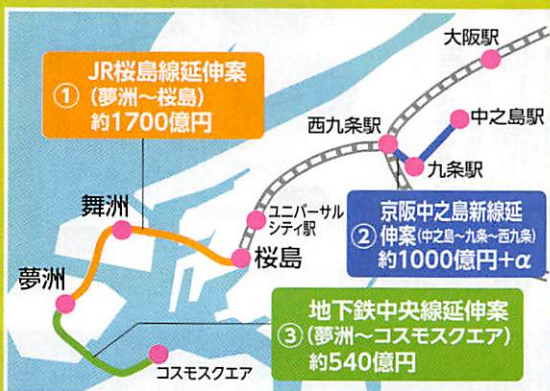 大阪駅
① JR桜島線延伸案
(夢洲〜桜島)
約1700億円
中之島駅
西九条駅
九条駅
舞洲
ユニバーサル
シティ駅
桜島
京阪中之島新線延
② 伸案(中之島〜九条〜西九条)
約1000億円+α
夢洲
地下鉄中央線延伸案
③ (夢洲〜コスモスクエア)
約540億円
コスモスクエア